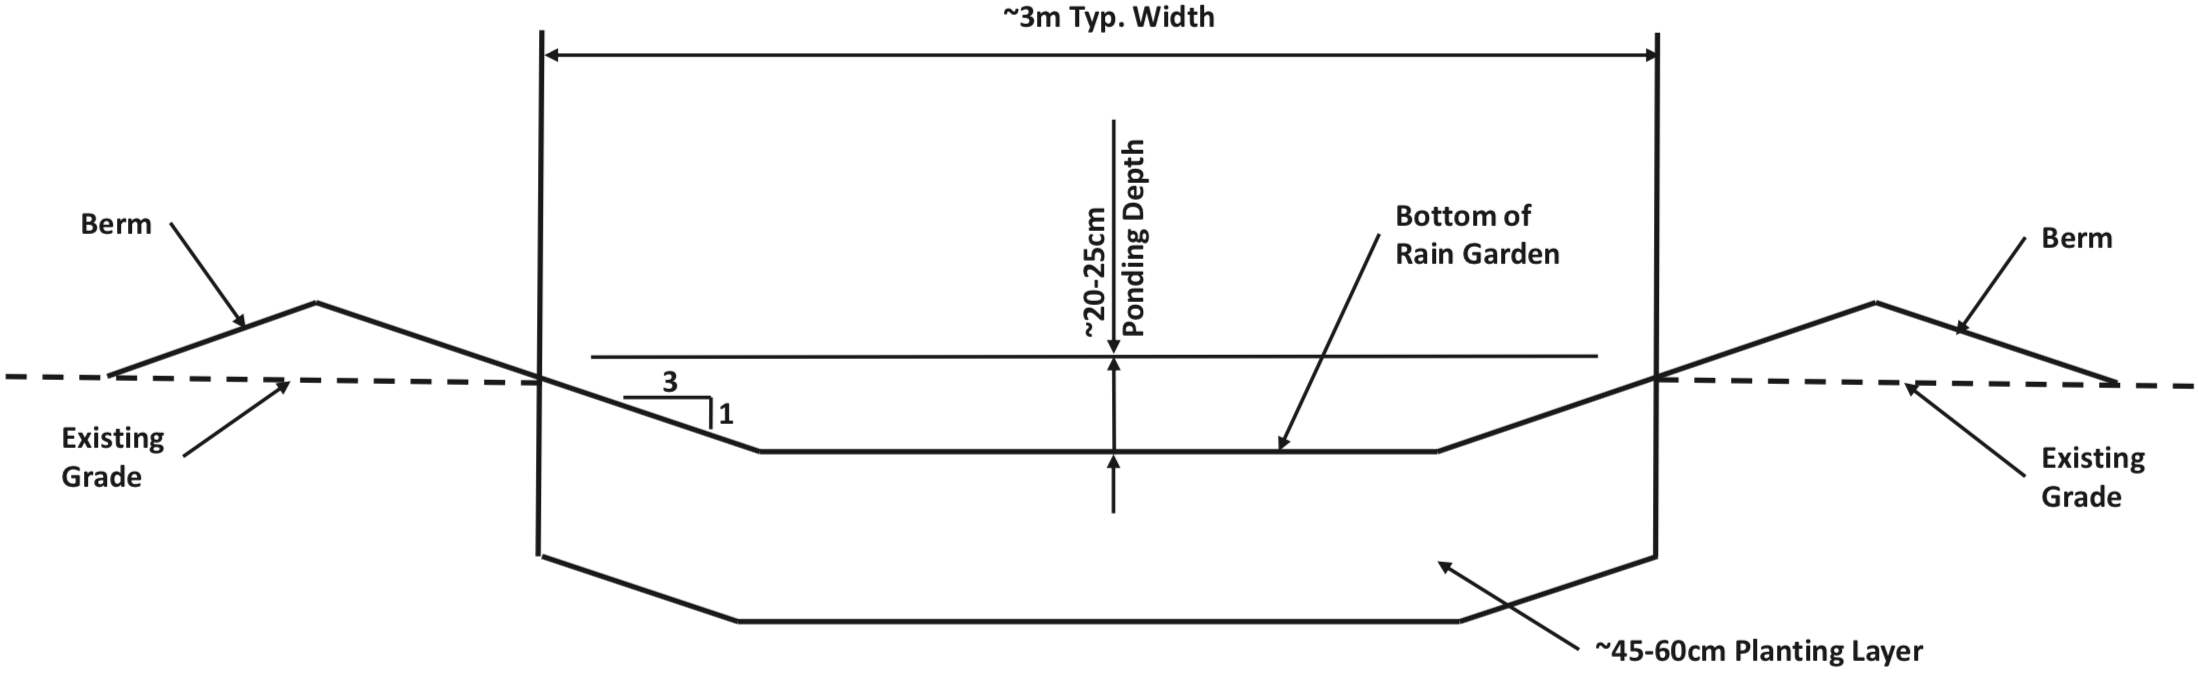 ~3m Typ. Width
~20-25cm
Ponding Depth
Berm
Bottom of
Rain Garden
Berm
3
1
Existing
Grade
Existing
Grade
~45-60cm Planting Layer